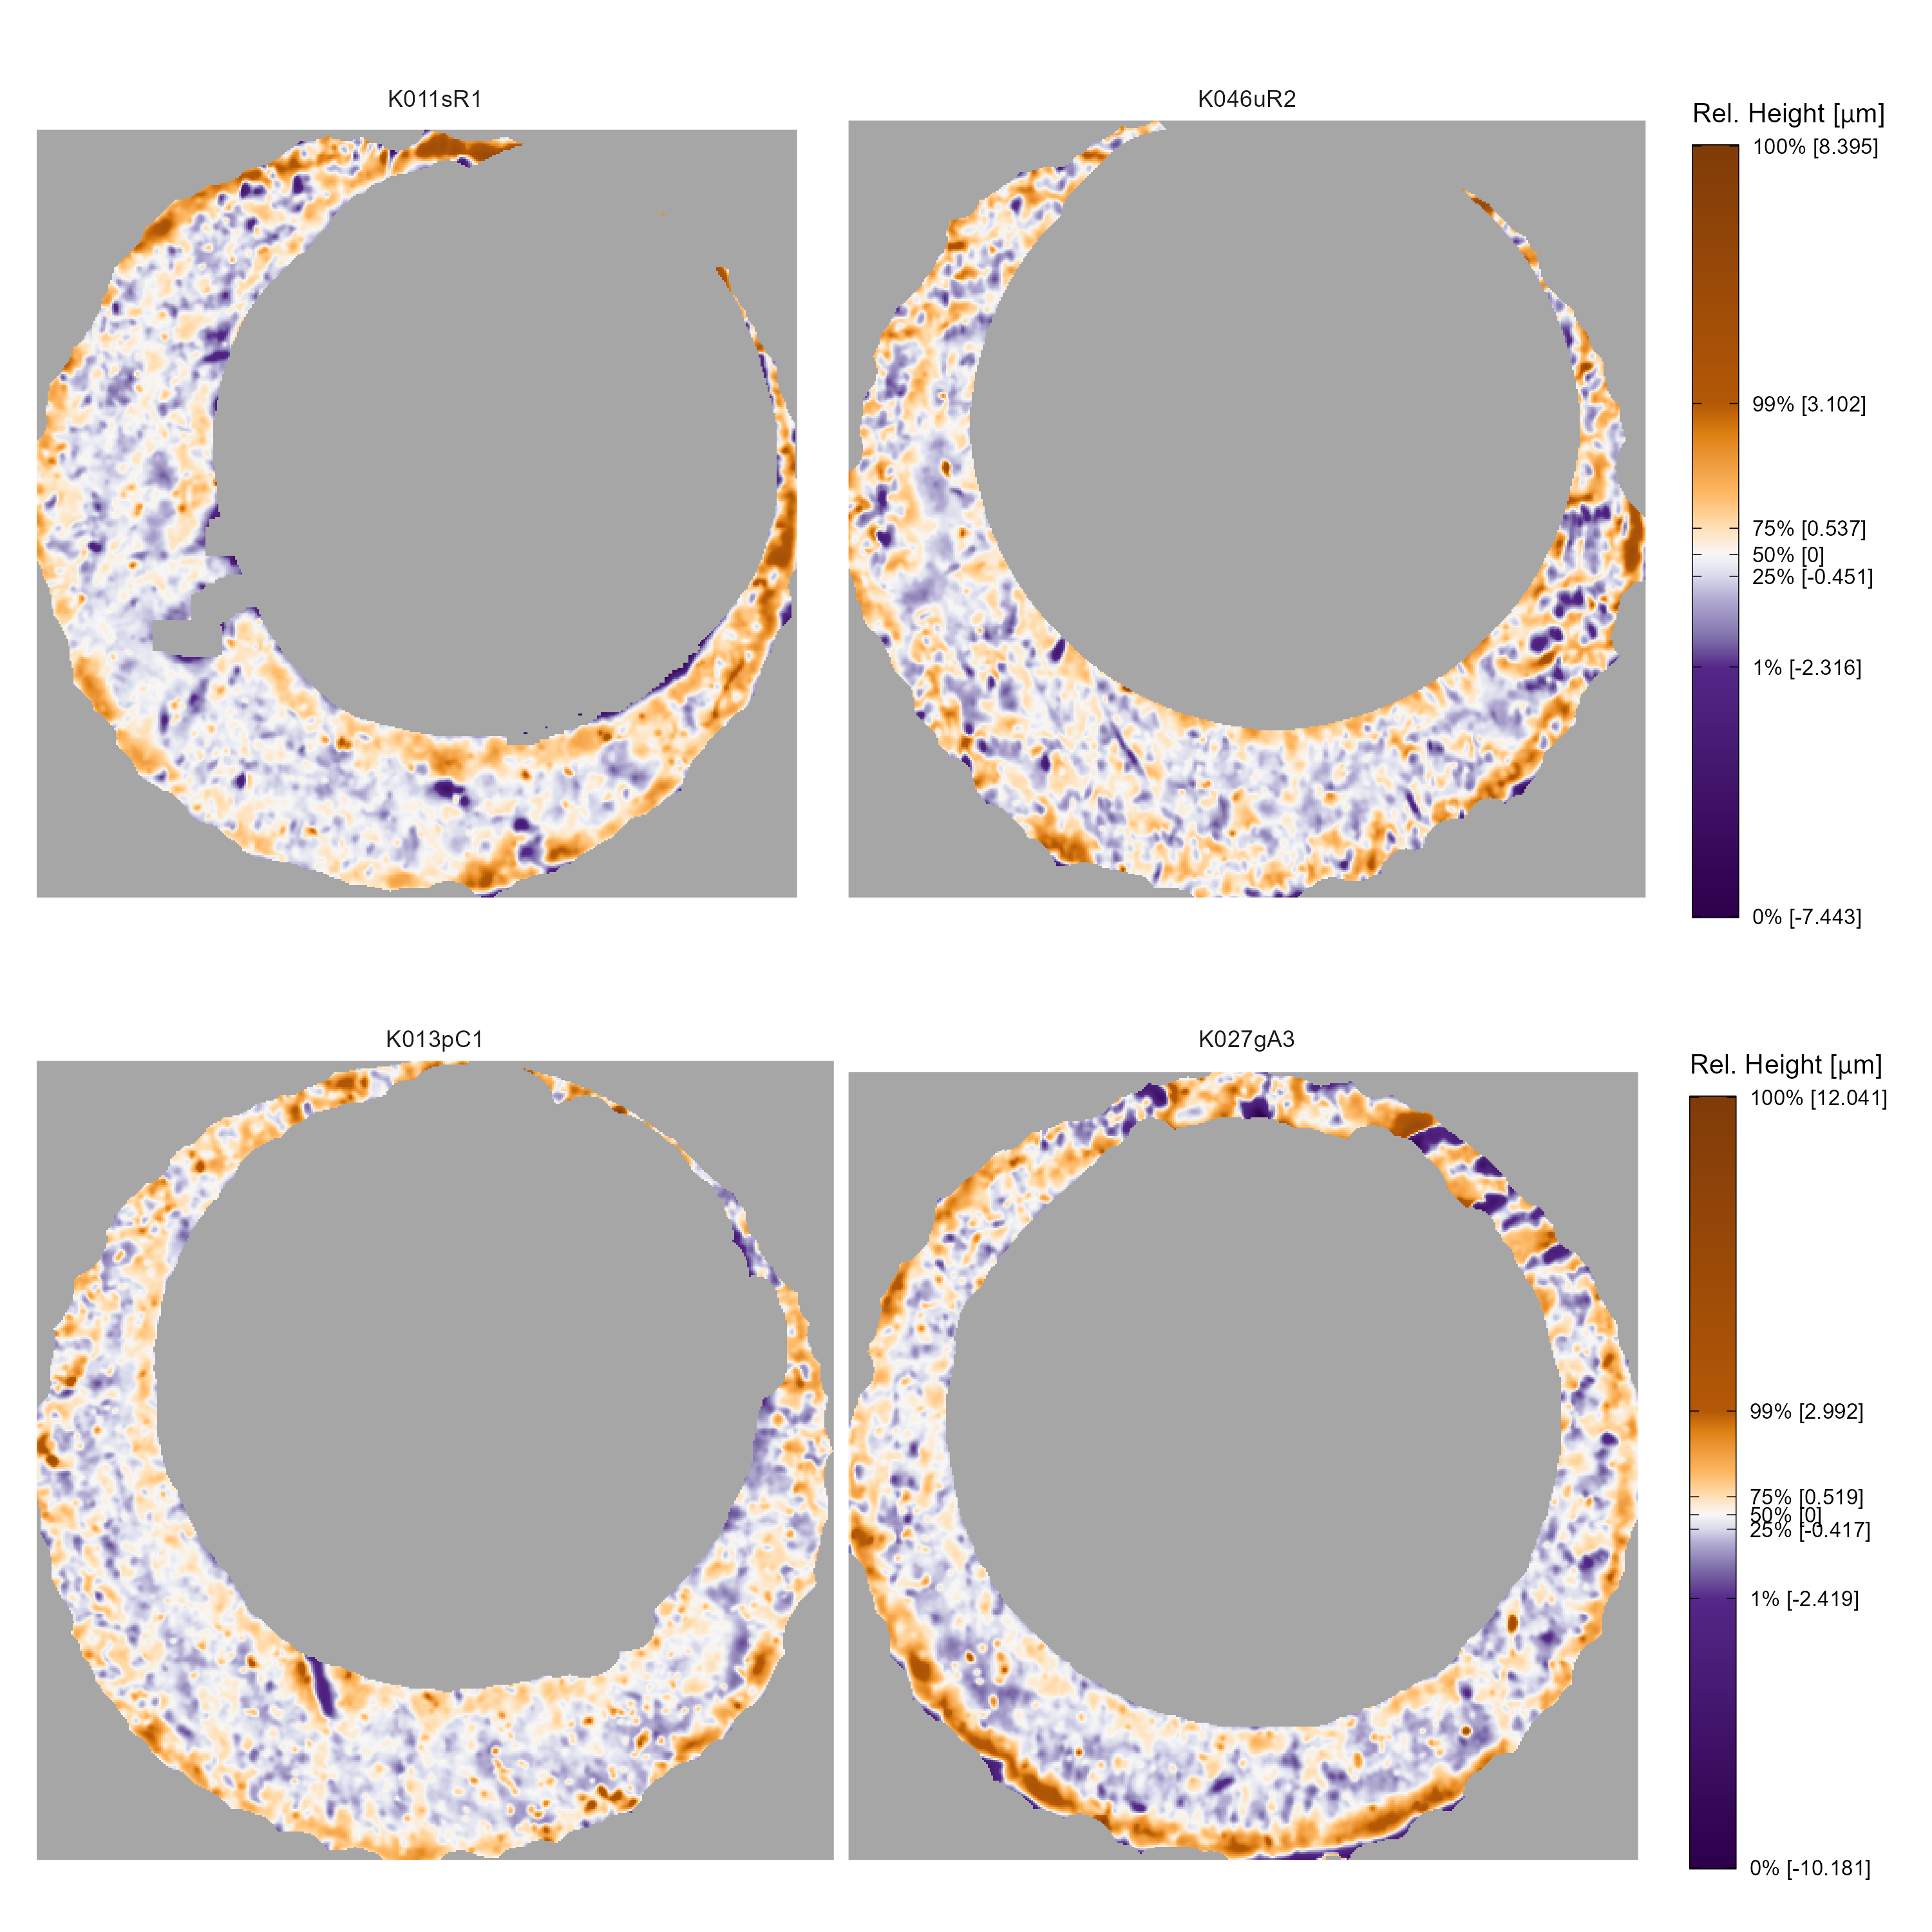 K011sR1
K046uR2
Rel. Height [µm]
100% [8.395]
99% [3.102]
75% [0.537]
50% [0]
25% [-0.451]
1% [-2.316]
0% [-7.443]
K013pC1
K027gA3
Rel. Height [µm]
100% [12.041]
99% [2.992]
75% [0.519]
50% [0]
25% [-0.417]
1% [-2.419]
0% [-10.181]